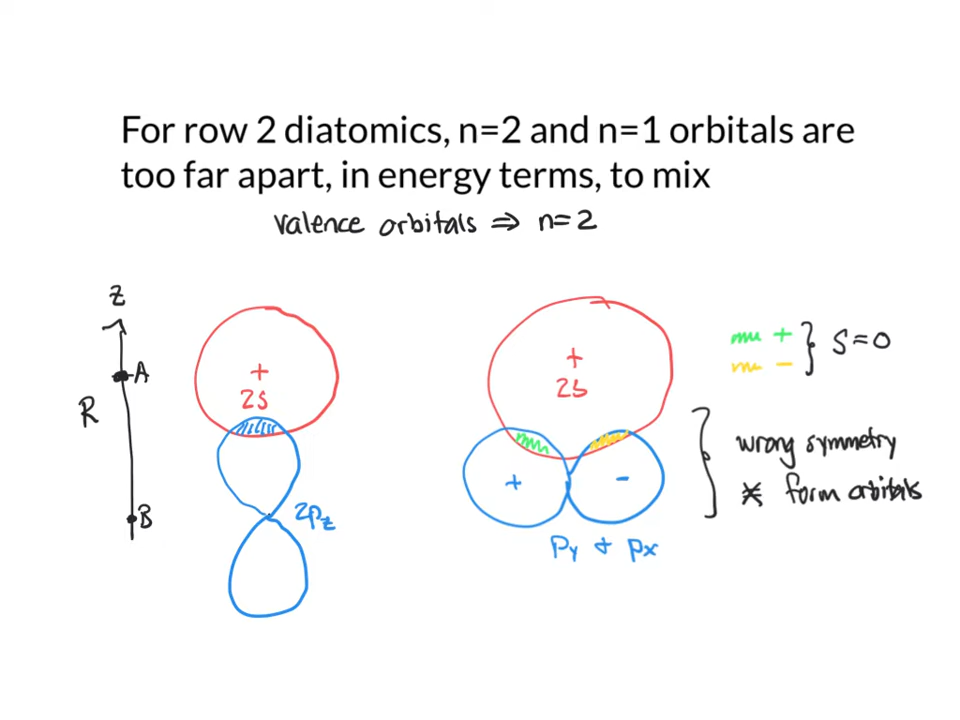 For row 2 diatomics, n=2 and n=1 orbitals are
too far apart, in energy terms, to mix
valence orbitals ⇒ n=2
z
A
R
B
+
2s
2pz
+
2s
+
-
py + px
+
-
} S=0
wrong symmetry
form orbitals